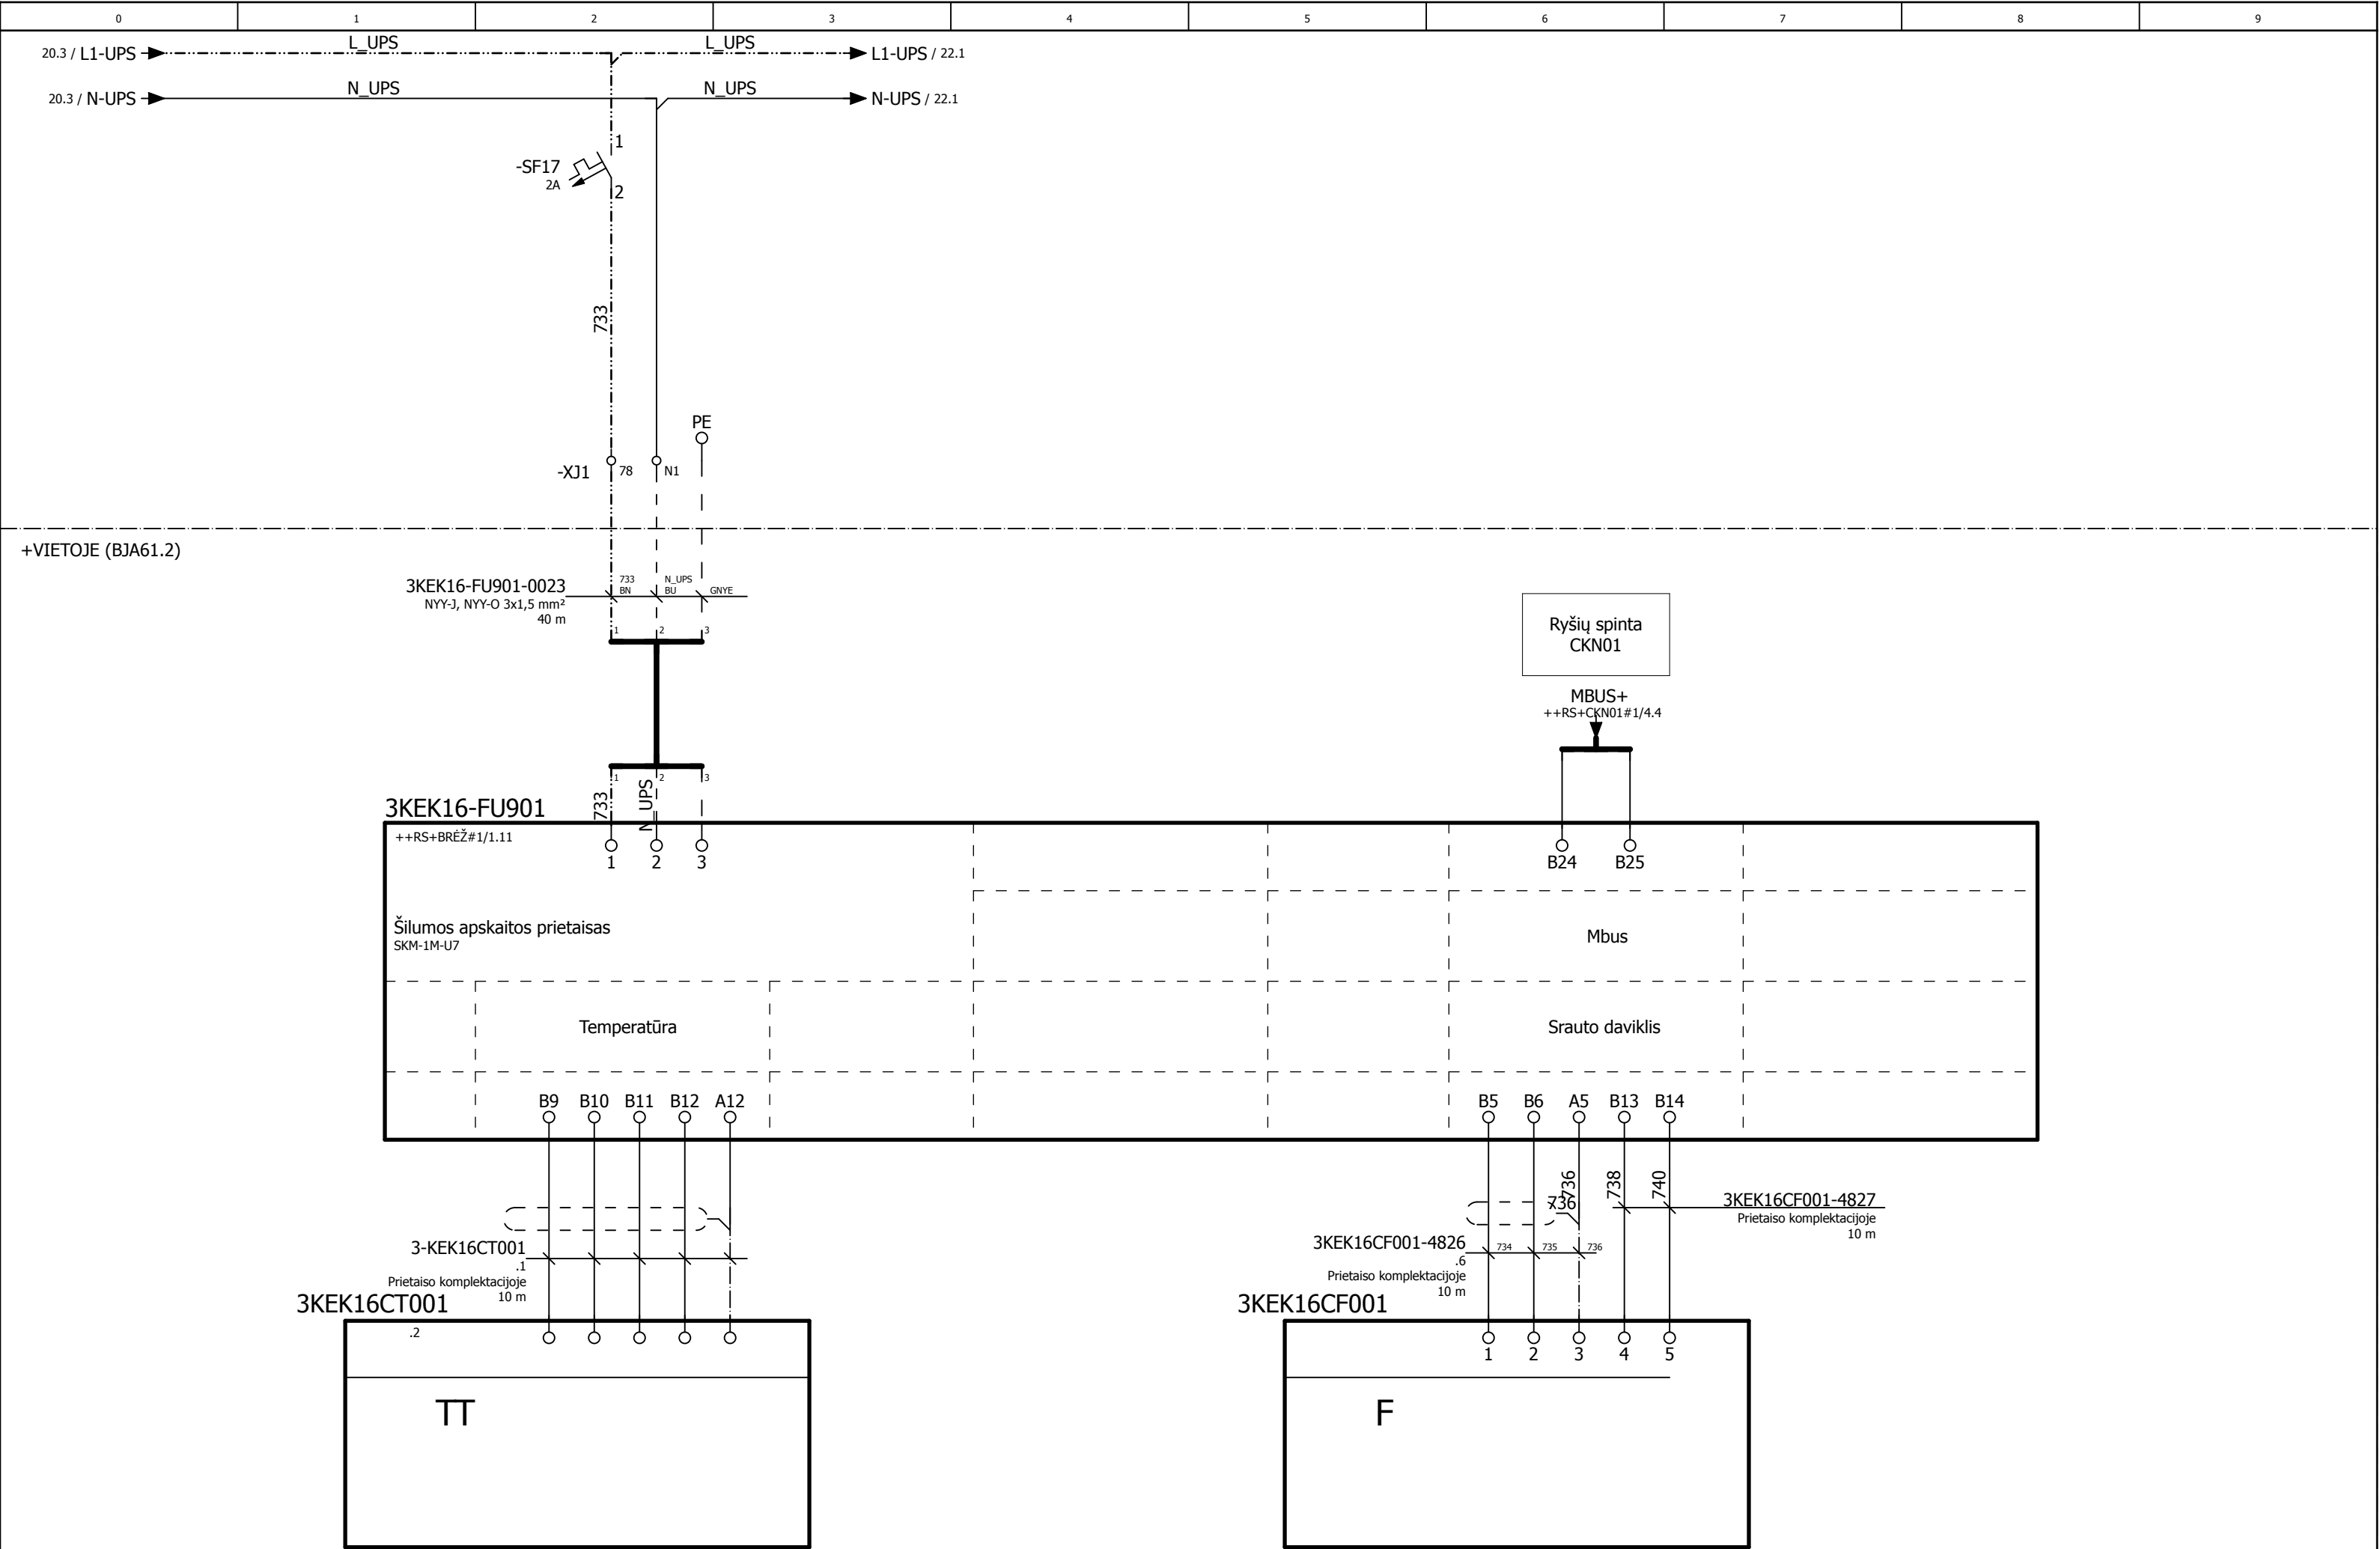 0 1 2 3 4 5 6 7 8 9
20.3 / L1-UPS L_UPS L_UPS L1-UPS / 22.1
20.3 / N-UPS N_UPS N_UPS N-UPS / 22.1
1
-SF17
2A
2
733
PE
-XJ1 78 N1
+VIETOJE (BJA61.2)
3KEK16-FU901-0023
NYY-J, NYY-O 3x1,5 mm²
40 m
733 N_UPS
BN BU GNYE
1 2 3
Ryšių spinta
CKN01
MBUS+
++RS+CKN01#1/4.4
1 2 3
733 N_UPS
3KEK16-FU901
++RS+BRĖŽ#1/1.11
1 2 3
B24 B25
Šilumos apskaitos prietaisas
SKM-1M-U7
Mbus
Temperatūra
Srauto daviklis
B9 B10 B11 B12 A12
B5 B6 A5 B13 B14
736 738 740
736
3KEK16CF001-4827
Prietaiso komplektacijoje
10 m
3-KEK16CT001
.1
Prietaiso komplektacijoje
10 m
3KEK16CF001-4826
.6
Prietaiso komplektacijoje
10 m
734 735 736
3KEK16CT001
.2
3KEK16CF001
1 2 3 4 5
TT
F